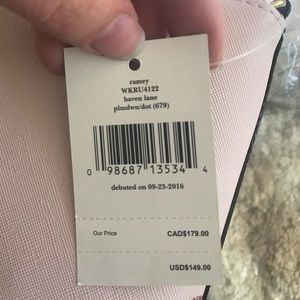 ramey
WKRU4122
haven lane
plmdwn/dot (679)
0 98687 13534 4
debuted on 09-23-2016
Our Price CAD$179.00
USD$149.00